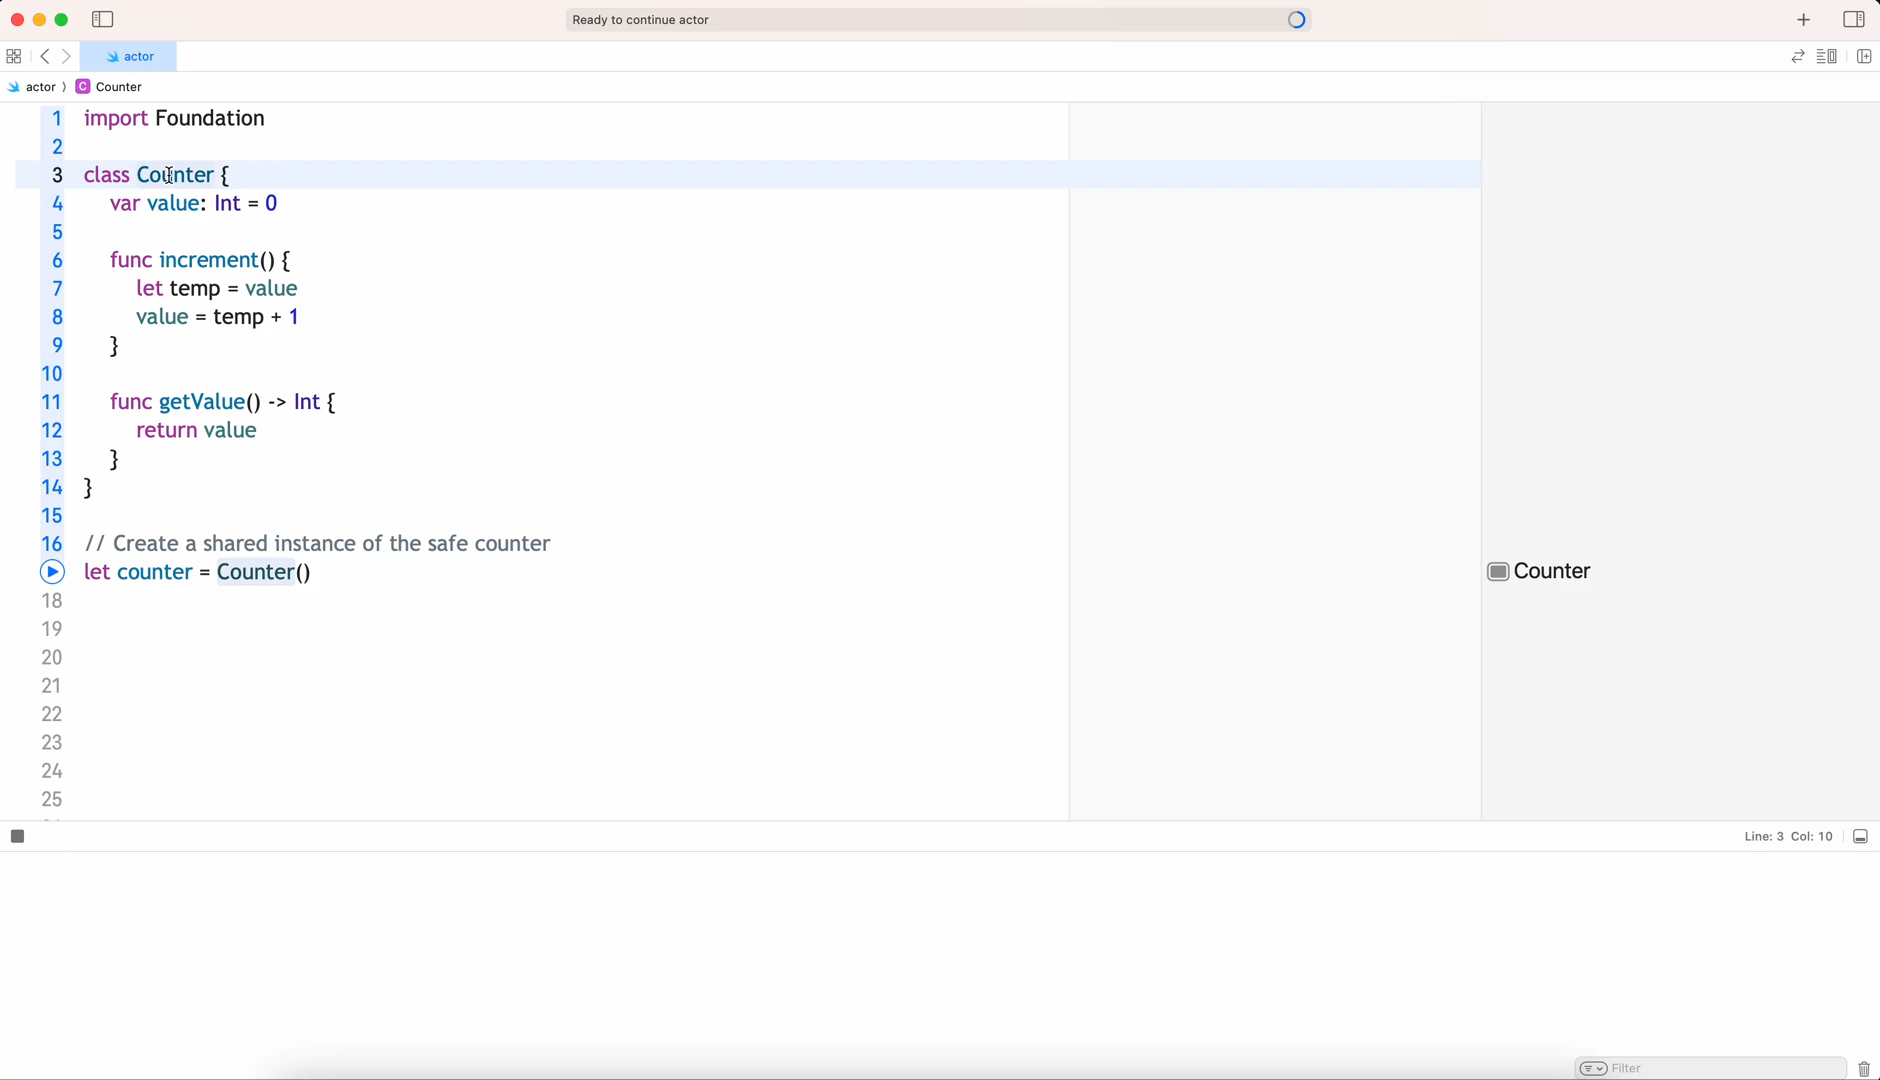 Ready to continue actor
actor
actor ⟩ C Counter
1 import Foundation
2
3 class Counter {
4 var value: Int = 0
5
6 func increment() {
7 let temp = value
8 value = temp + 1
9 }
10
11 func getValue() -> Int {
12 return value
13 }
14 }
15
16 // Create a shared instance of the safe counter
let counter = Counter()
Counter
18
19
20
21
22
23
24
25
Line: 3 Col: 10
Filter